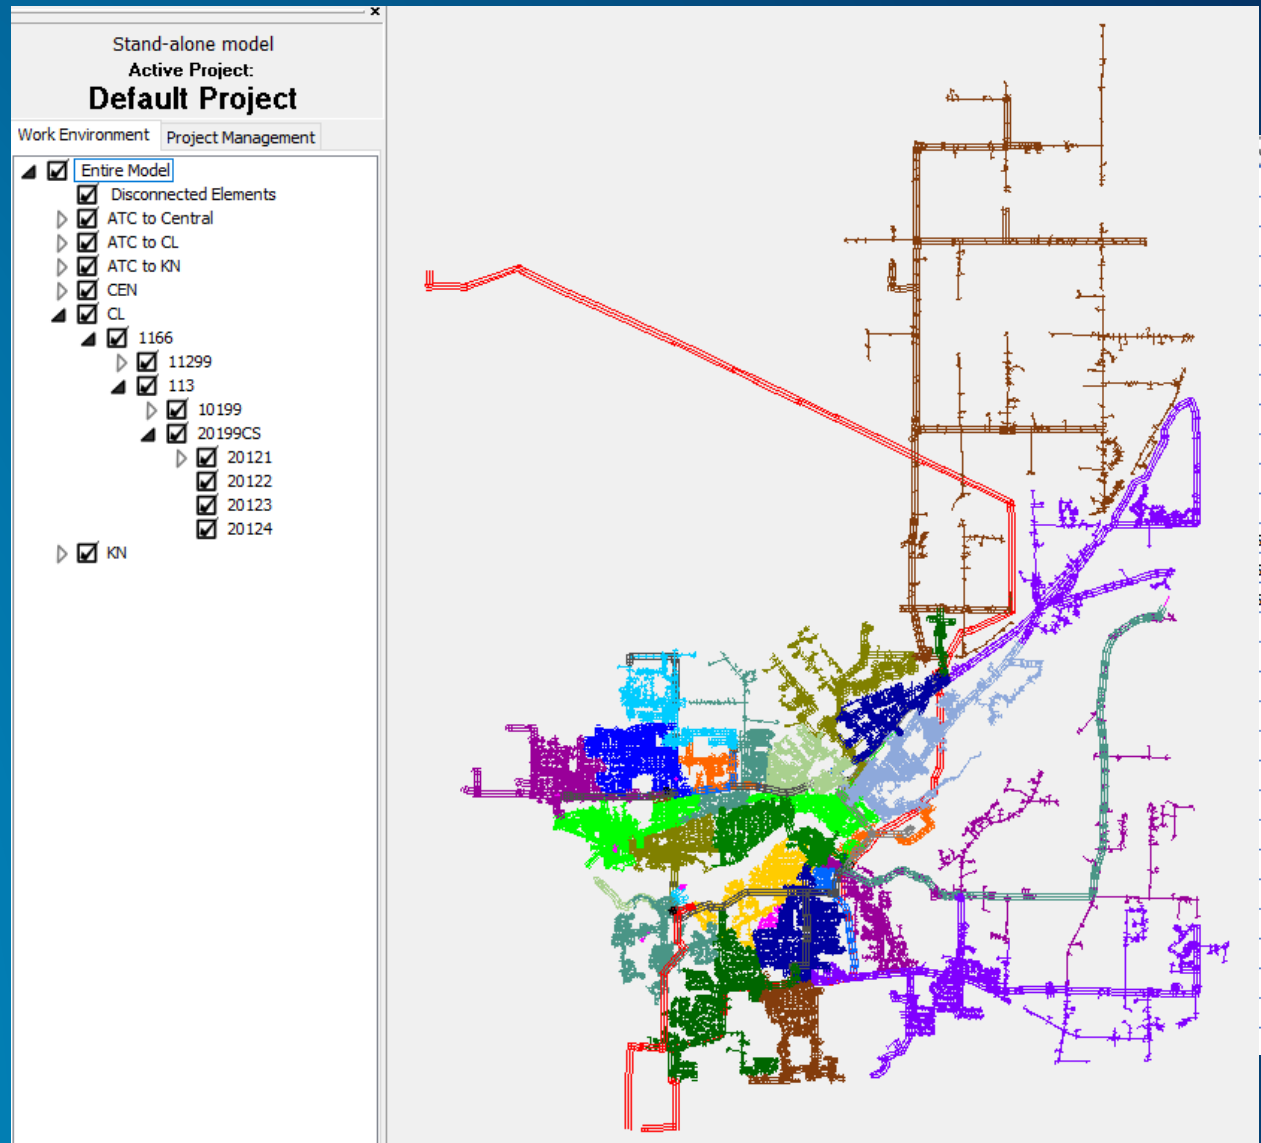 Stand-alone model
Active Project:
Default Project
Work Environment Project Management
Entire Model
Disconnected Elements
ATC to Central
ATC to CL
ATC to KN
CEN
CL
1166
11299
113
10199
20199CS
20121
20122
20123
20124
KN